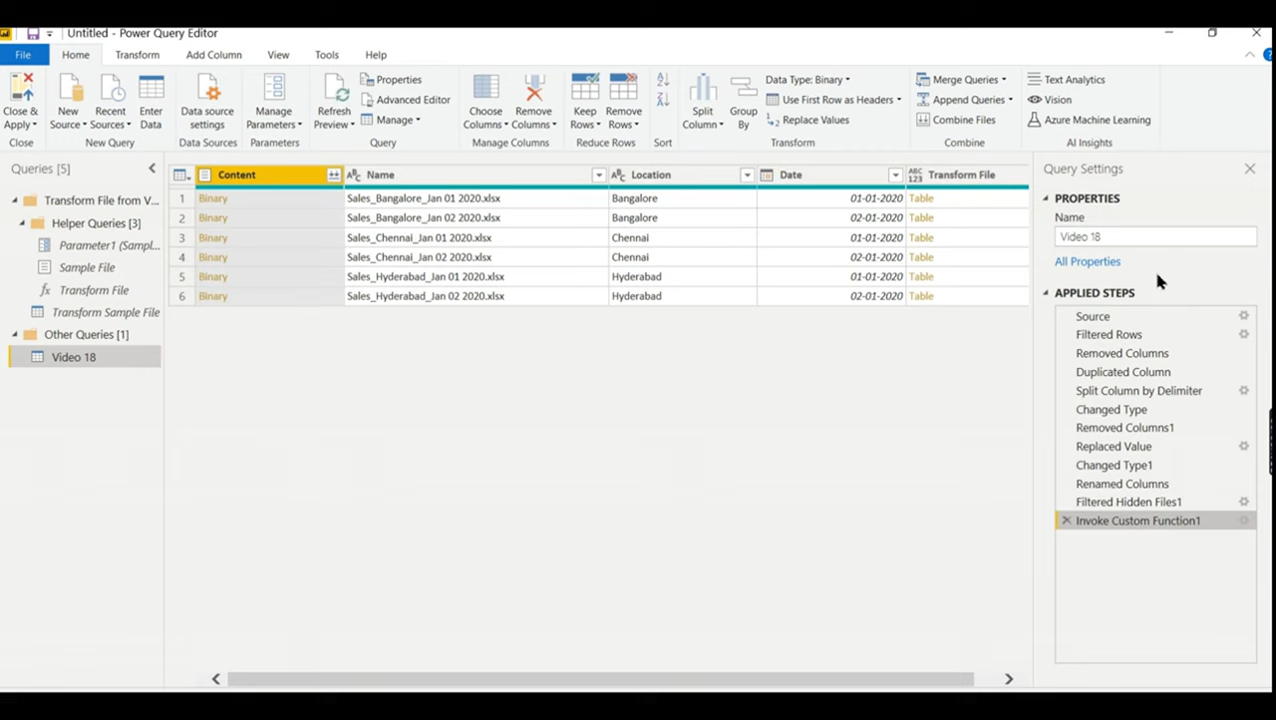 Untitled - Power Query Editor
File Home Transform Add Column View Tools Help
Close & Apply
New Source
Recent Sources
Enter Data
Data source settings
Manage Parameters
Refresh Preview
Properties
Advanced Editor
Manage
Choose Columns
Remove Columns
Keep Rows
Remove Rows
Split Column
Group By
Data Type: Binary
Use First Row as Headers
Replace Values
Merge Queries
Append Queries
Combine Files
Text Analytics
Vision
Azure Machine Learning
Close New Query Data Sources Parameters Query Manage Columns Reduce Rows Sort Transform Combine AI Insights
Queries [5]
Transform File from V...
Helper Queries [3]
Parameter1 (Sampl...
Sample File
fx Transform File
Transform Sample File
Other Queries [1]
Video 18
Content Name Location Date Transform File
1 Binary Sales_Bangalore_Jan 01 2020.xlsx Bangalore 01-01-2020 Table
2 Binary Sales_Bangalore_Jan 02 2020.xlsx Bangalore 02-01-2020 Table
3 Binary Sales_Chennai_Jan 01 2020.xlsx Chennai 01-01-2020 Table
4 Binary Sales_Chennai_Jan 02 2020.xlsx Chennai 02-01-2020 Table
5 Binary Sales_Hyderabad_Jan 01 2020.xlsx Hyderabad 01-01-2020 Table
6 Binary Sales_Hyderabad_Jan 02 2020.xlsx Hyderabad 02-01-2020 Table
Query Settings
PROPERTIES
Name
Video 18
All Properties
APPLIED STEPS
Source
Filtered Rows
Removed Columns
Duplicated Column
Split Column by Delimiter
Changed Type
Removed Columns1
Replaced Value
Changed Type1
Renamed Columns
Filtered Hidden Files1
Invoke Custom Function1